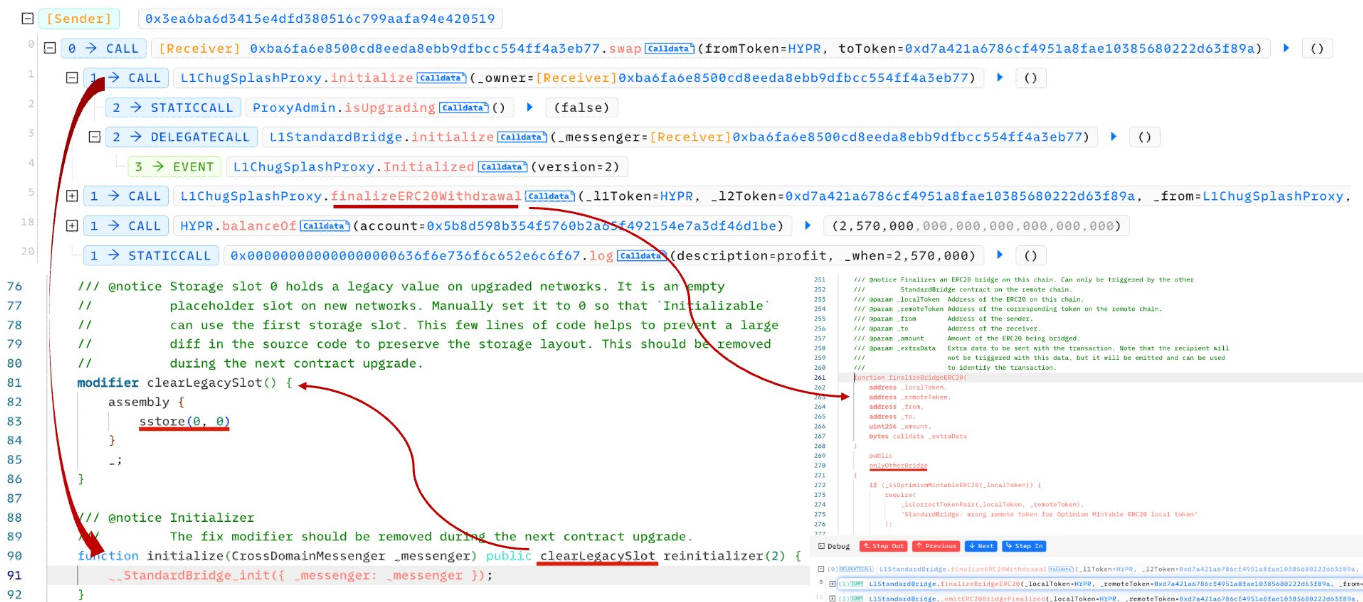 [Sender] 0x3ea6ba6d3415e4dfd380516c799aafa94e420519
0 0 → CALL [Receiver] 0xba6fa6e8500cd8eeda8ebb9dfbcc554ff4a3eb77.swap Calldata (fromToken=HYPR, toToken=0xd7a421a6786cf4951a8fae10385680222d63f89a) ()
1 1 → CALL L1ChugSplashProxy.initialize Calldata (_owner=[Receiver]0xba6fa6e8500cd8eeda8ebb9dfbcc554ff4a3eb77) ()
2 2 → STATICCALL ProxyAdmin.isUpgrading Calldata () (false)
3 2 → DELEGATECALL L1StandardBridge.initialize Calldata (_messenger=[Receiver]0xba6fa6e8500cd8eeda8ebb9dfbcc554ff4a3eb77) ()
4 3 → EVENT L1ChugSplashProxy.Initialized Calldata (version=2)
5 1 → CALL L1ChugSplashProxy.finalizeERC20Withdrawal Calldata (_l1Token=HYPR, _l2Token=0xd7a421a6786cf4951a8fae10385680222d63f89a, _from=L1ChugSplashProxy,
18 1 → CALL HYPR.balanceOf Calldata (account=0x5b8d598b354f5760b2a65f492154e7a3df46d1be) (2,570,000,000,000,000,000,000,000)
20 1 → STATICCALL 0x000000000000000000636f6e736f6c652e6c6f67.log Calldata (description=profit, _when=2,570,000) ()
76 /// @notice Storage slot 0 holds a legacy value on upgraded networks. It is an empty
77 // placeholder slot on new networks. Manually set it to 0 so that `Initializable`
78 // can use the first storage slot. This few lines of code helps to prevent a large
79 // diff in the source code to preserve the storage layout. This should be removed
80 // during the next contract upgrade.
81 modifier clearLegacySlot() {
82 assembly {
83 sstore(0, 0)
84 }
85 _;
86 }
87
88 /// @notice Initializer
89 // The fix modifier should be removed during the next contract upgrade.
90 function initialize(CrossDomainMessenger _messenger) public clearLegacySlot reinitializer(2) {
91 __StandardBridge_init({ _messenger: _messenger });
92 }
251 /// @notice Finalizes an ERC20 bridge on this chain. Can only be triggered by the other
252 /// StandardBridge contract on the remote chain.
253 /// @param _localToken Address of the ERC20 on this chain.
254 /// @param _remoteToken Address of the corresponding token on the remote chain.
255 /// @param _from Address of the sender.
256 /// @param _to Address of the receiver.
257 /// @param _amount Amount of the ERC20 being bridged.
258 /// @param _extraData Extra data to be sent with the transaction. Note that the recipient will
259 /// not be triggered with this data, but it will be emitted and can be used
260 /// to identify the transaction.
261 function finalizeBridgeERC20(
262 address _localToken,
263 address _remoteToken,
264 address _from,
265 address _to,
266 uint256 _amount,
267 bytes calldata _extraData
268 )
269 public
270 onlyOtherBridge
271 {
272 if (_isOptimismMintableERC20(_localToken)) {
273 require(
274 _isCorrectTokenPair(_localToken, _remoteToken),
275 "StandardBridge: wrong remote token for Optimism Mintable ERC20 local token"
276 );
277
Debug Step Out Previous Next Step In
[0] DELEGATECALL L1StandardBridge.finalizeERC20Withdrawal Calldata (_l1Token=HYPR, _l2Token=0xd7a421a6786cf4951a8fae10385680222d63f89a,
[1] JUMP L1StandardBridge.finalizeBridgeERC20(_localToken=HYPR, _remoteToken=0xd7a421a6786cf4951a8fae10385680222d63f89a, _from=
[1] JUMP L1StandardBridge._emitERC20BridgeFinalized(_localToken=HYPR, _remoteToken=0xd7a421a6786cf4951a8fae10385680222d63f89a,